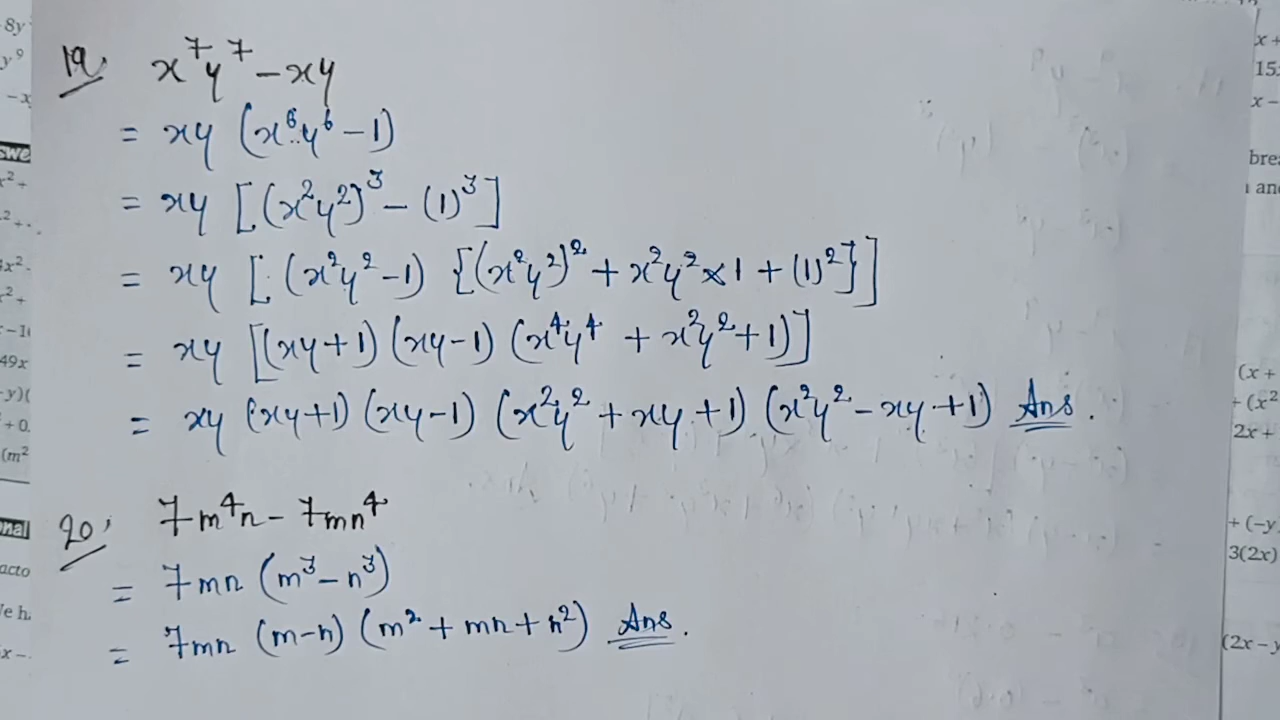 19. x⁷y⁷ - xy
= xy (x⁶y⁶ - 1)
= xy [(x²y²)³ - (1)³]
= xy [(x²y² - 1) {(x²y²)² + x²y² × 1 + (1)²}]
= xy [(xy + 1) (xy - 1) (x⁴y⁴ + x²y² + 1)]
= xy (xy + 1) (xy - 1) (x²y² + xy + 1) (x²y² - xy + 1) Ans.
20. 7m⁴n - 7mn⁴
= 7mn (m³ - n³)
= 7mn (m - n) (m² + mn + n²) Ans.